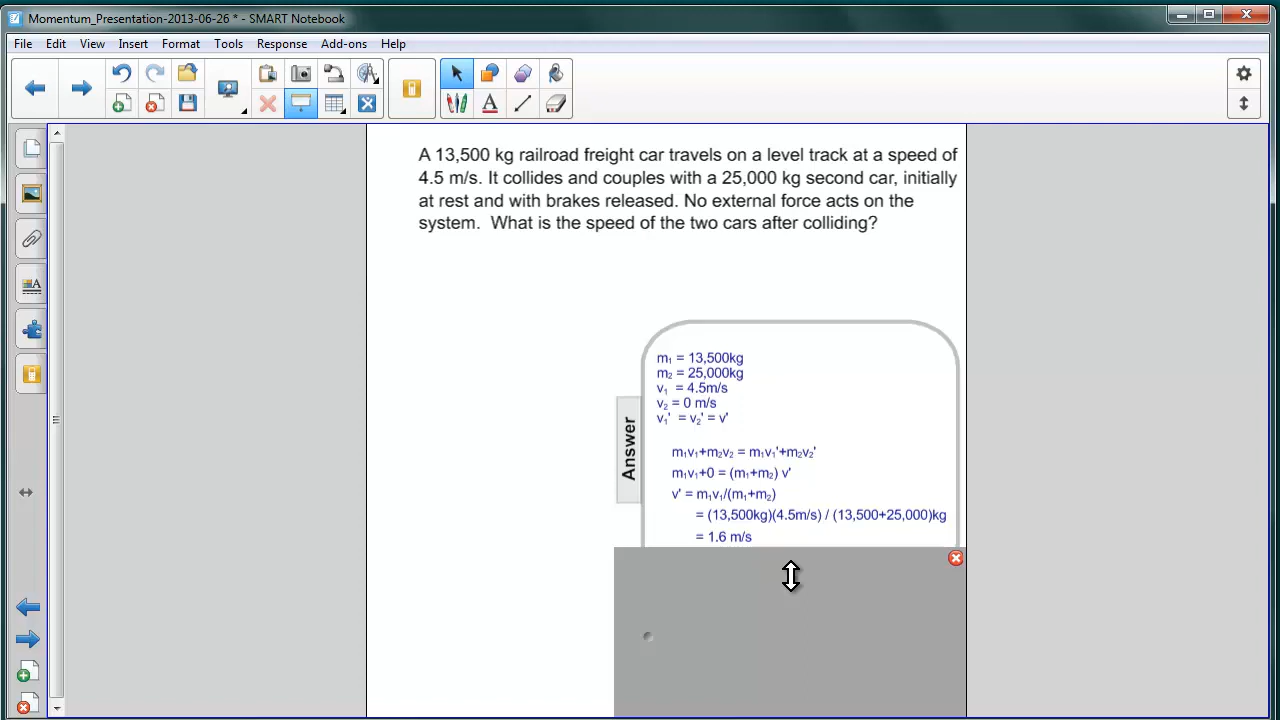 Momentum_Presentation-2013-06-26 * - SMART Notebook
File Edit View Insert Format Tools Response Add-ons Help
A 13,500 kg railroad freight car travels on a level track at a speed of
4.5 m/s. It collides and couples with a 25,000 kg second car, initially
at rest and with brakes released. No external force acts on the
system. What is the speed of the two cars after colliding?
Answer
m₁ = 13,500kg
m₂ = 25,000kg
v₁ = 4.5m/s
v₂ = 0 m/s
v₁' = v₂' = v'
m₁v₁+m₂v₂ = m₁v₁'+m₂v₂'
m₁v₁+0 = (m₁+m₂) v'
v' = m₁v₁/(m₁+m₂)
= (13,500kg)(4.5m/s) / (13,500+25,000)kg
= 1.6 m/s